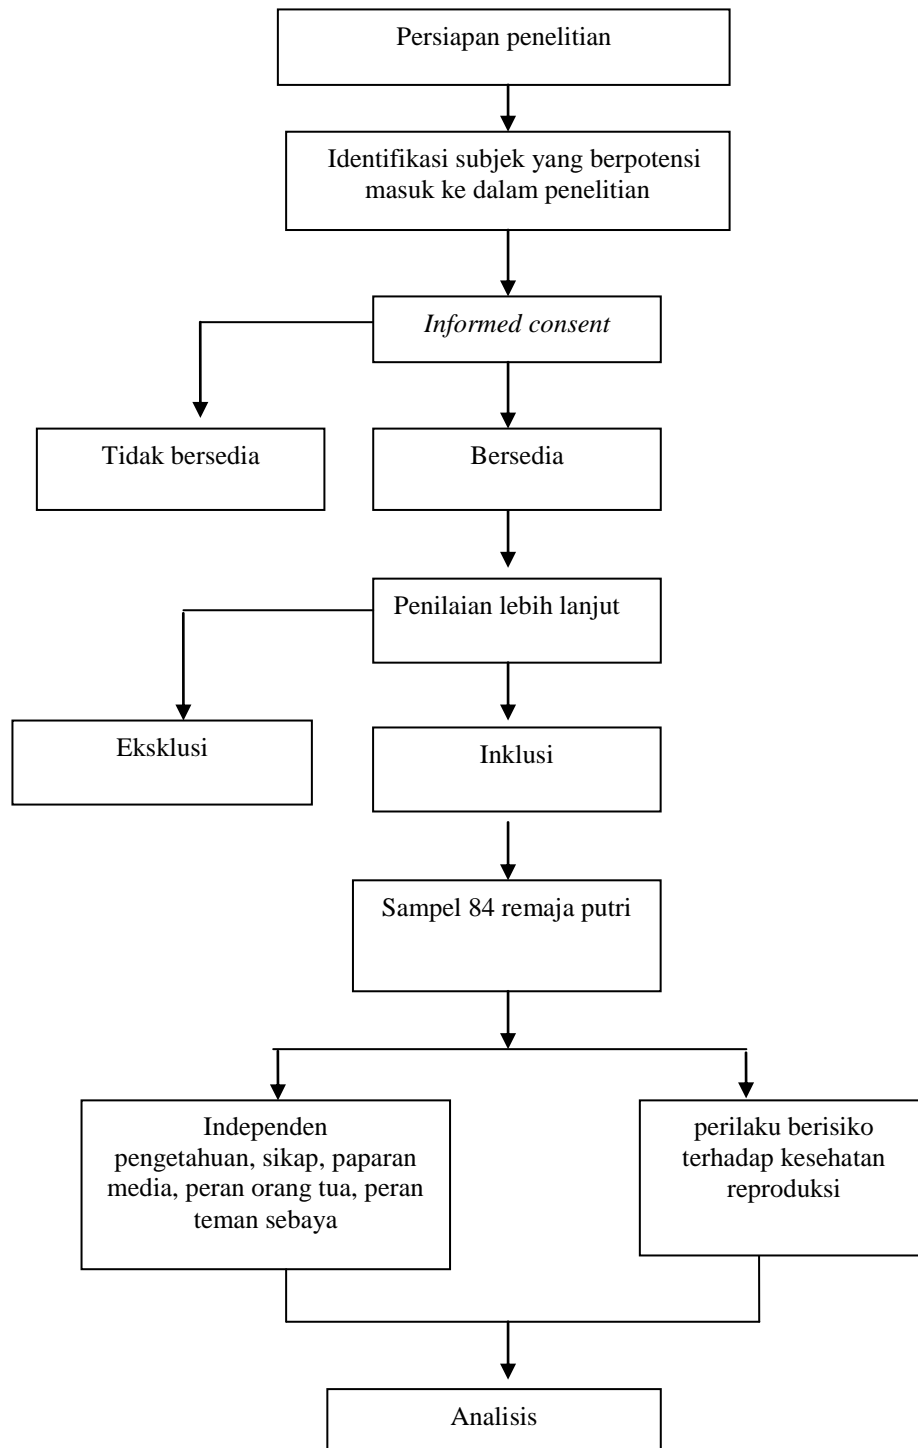 Persiapan penelitian
Identifikasi subjek yang berpotensi
masuk ke dalam penelitian
Informed consent
Tidak bersedia
Bersedia
Penilaian lebih lanjut
Eksklusi
Inklusi
Sampel 84 remaja putri
Independen
pengetahuan, sikap, paparan
media, peran orang tua, peran
teman sebaya
perilaku berisiko
terhadap kesehatan
reproduksi
Analisis